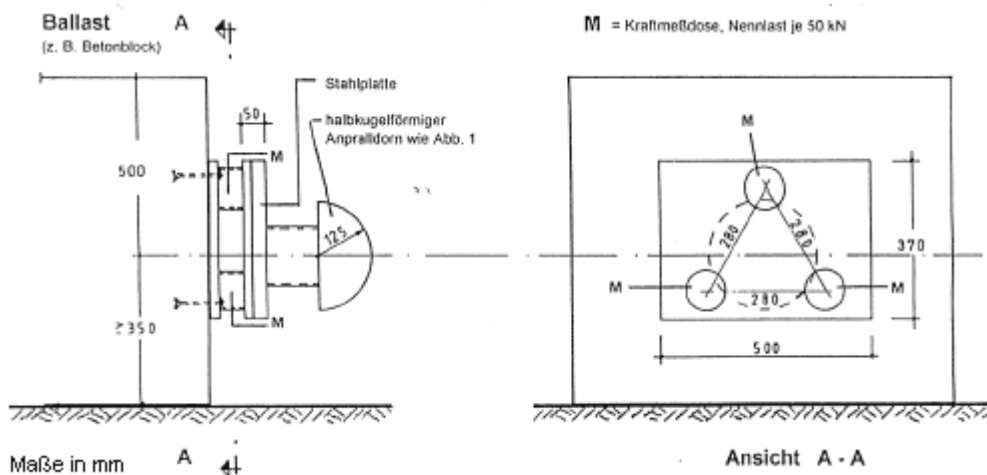 Ballast
(z. B. Betonblock)
A
M = Kraftmeßdose, Nennlast je 50 kN
Stahlplatte
50
halbkugelförmiger
Anpralldorn wie Abb. 1
M
M
500
125
280
280
370
M
M
M
280
≥350
500
Maße in mm
A
Ansicht A - A